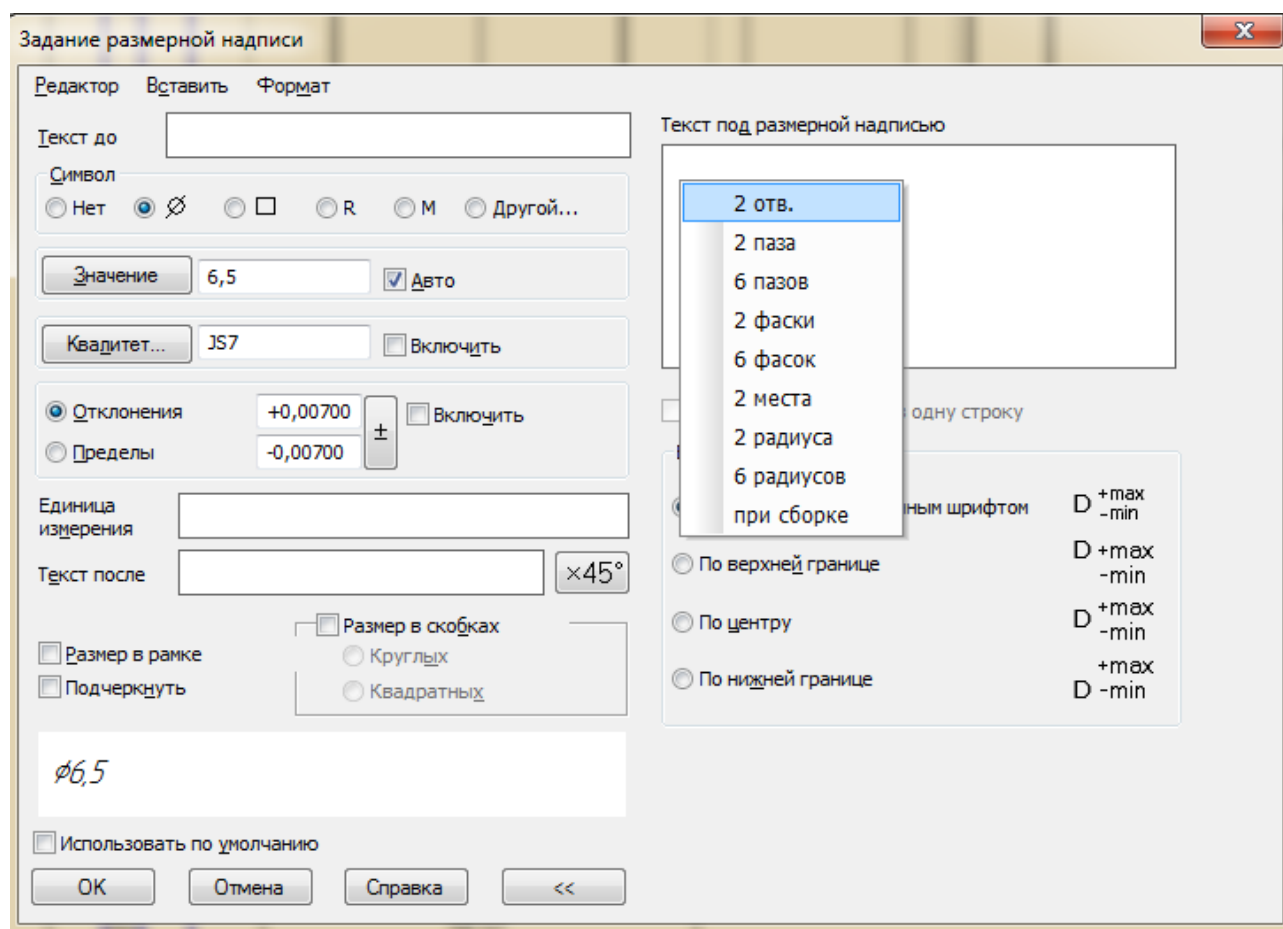 Задание размерной надписи
Редактор Вставить Формат
Текст до
Символ
Нет Ø □ R M Другой...
Значение 6,5 Авто
Квалитет... JS7 Включить
Отклонения +0,00700 ± Включить
Пределы -0,00700
Единица
измерения
Текст после ×45°
Размер в скобках
Размер в рамке Круглых
Подчеркнуть Квадратных
Ø6,5
Использовать по умолчанию
OK Отмена Справка <<
Текст под размерной надписью
2 отв.
2 паза
6 пазов
2 фаски
6 фасок
2 места
2 радиуса
6 радиусов
при сборке
одну строку
ным шрифтом D +max
-min
По верхней границе D +max
-min
По центру D +max
-min
По нижней границе +max
D -min